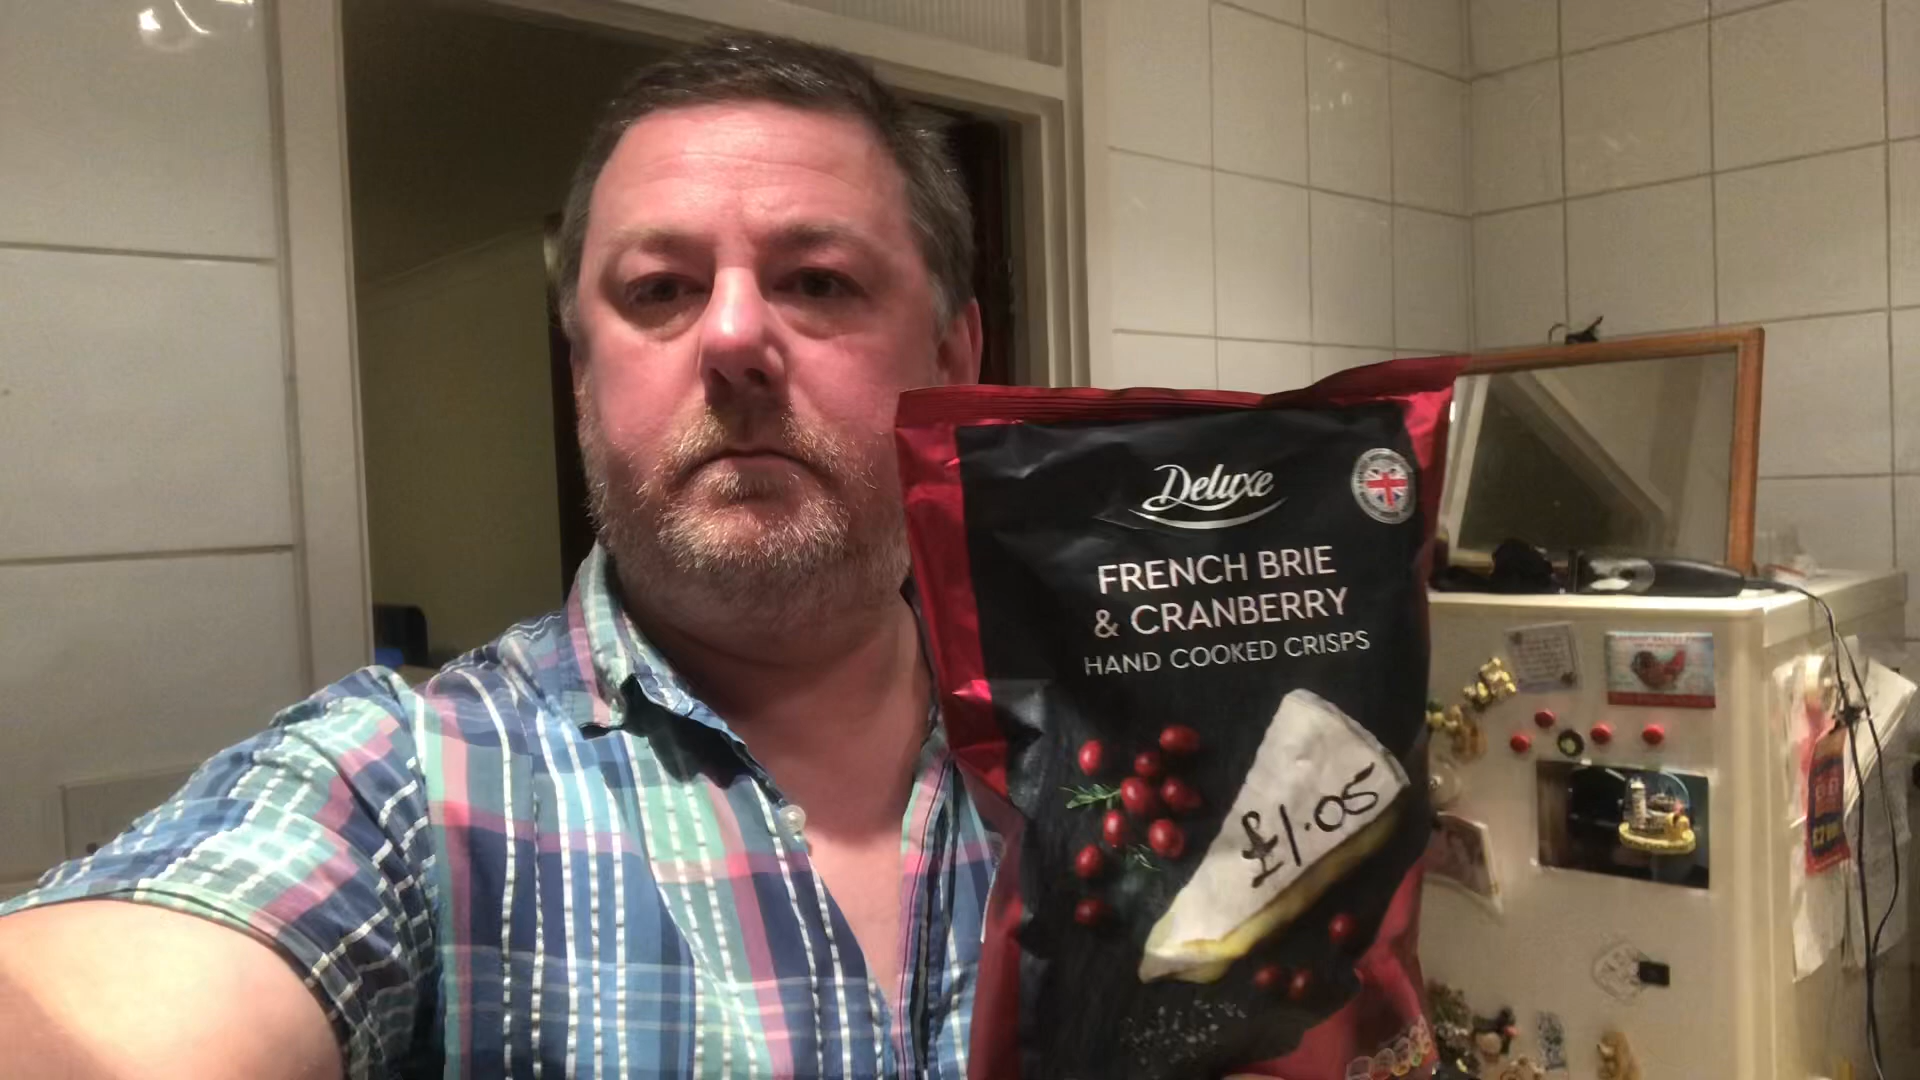 Deluxe
FRENCH BRIE
& CRANBERRY
HAND COOKED CRISPS
£1.05